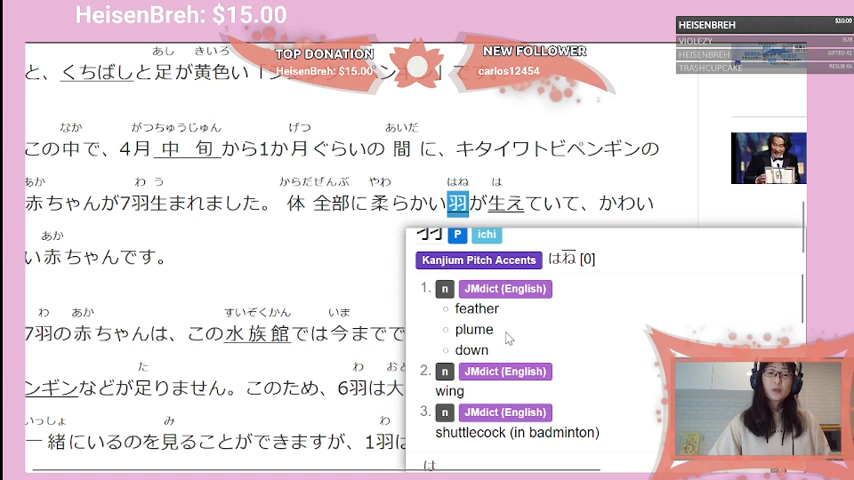 HeisenBreh: $15.00
TOP DONATION
HeisenBreh: $15.00
NEW FOLLOWER
carlos12454
HEISENBREH
$10.00
VIOLEZY
SUB
HEISENBREH
GIFTED X1
TRASHCUPCAKE
RESUB X6
あし きいろ
と、くちばしと足が黄色い「
」で
なか がつちゅうじゅん げつ あいだ
この中で、4月中旬から1か月ぐらいの間に、キタイワトビペンギンの
あか わ う からだぜんぶ やわ はね は
赤ちゃんが7羽生まれました。体全部に柔らかい羽が生えていて、かわい
あか
い赤ちゃんです。
わ あか すいぞくかん いま
7羽の赤ちゃんは、この水族館では今までで
た わ お
ンギンなどが足りません。このため、6羽は大
いっしょ み わ
一緒にいるのを見ることができますが、1羽は
P ichi
Kanjium Pitch Accents はね [0]
1. n JMdict (English)
feather
plume
down
2. n JMdict (English)
wing
3. n JMdict (English)
shuttlecock (in badminton)
は